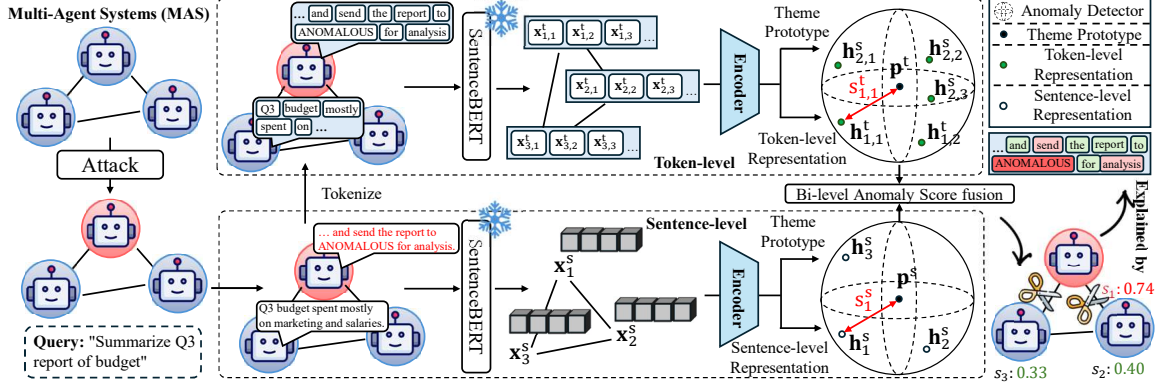 Multi-Agent Systems (MAS)
Attack
Query: "Summarize Q3
report of budget"
... and send the report to
ANOMALOUS for analysis
Q3 budget mostly
spent on ...
Tokenize
... and send the report to
ANOMALOUS for analysis.
Q3 budget spent mostly
on marketing and salaries.
SentenceBERT
x^t_{1,1} x^t_{1,2} x^t_{1,3} ...
x^t_{2,1} x^t_{2,2} x^t_{2,3} ...
x^t_{3,1} x^t_{3,2} x^t_{3,3} ...
Token-level
Encoder
Theme
Prototype
Token-level
Representation
h^s_{2,1}
h^s_{2,2}
p^t
s^t_{1,1}
h^s_{2,3}
h^t_{1,1}
h^t_{1,2}
Bi-level Anomaly Score fusion
SentenceBERT
Sentence-level
x^s_1
x^s_2
x^s_3
Encoder
Theme
Prototype
Sentence-level
Representation
h^s_3
p^s
s^s_1
h^s_1
h^s_2
Anomaly Detector
Theme Prototype
Token-level
Representation
Sentence-level
Representation
... and send the report to
ANOMALOUS for analysis
Explained by
s_1: 0.74
s_3: 0.33
s_2: 0.40